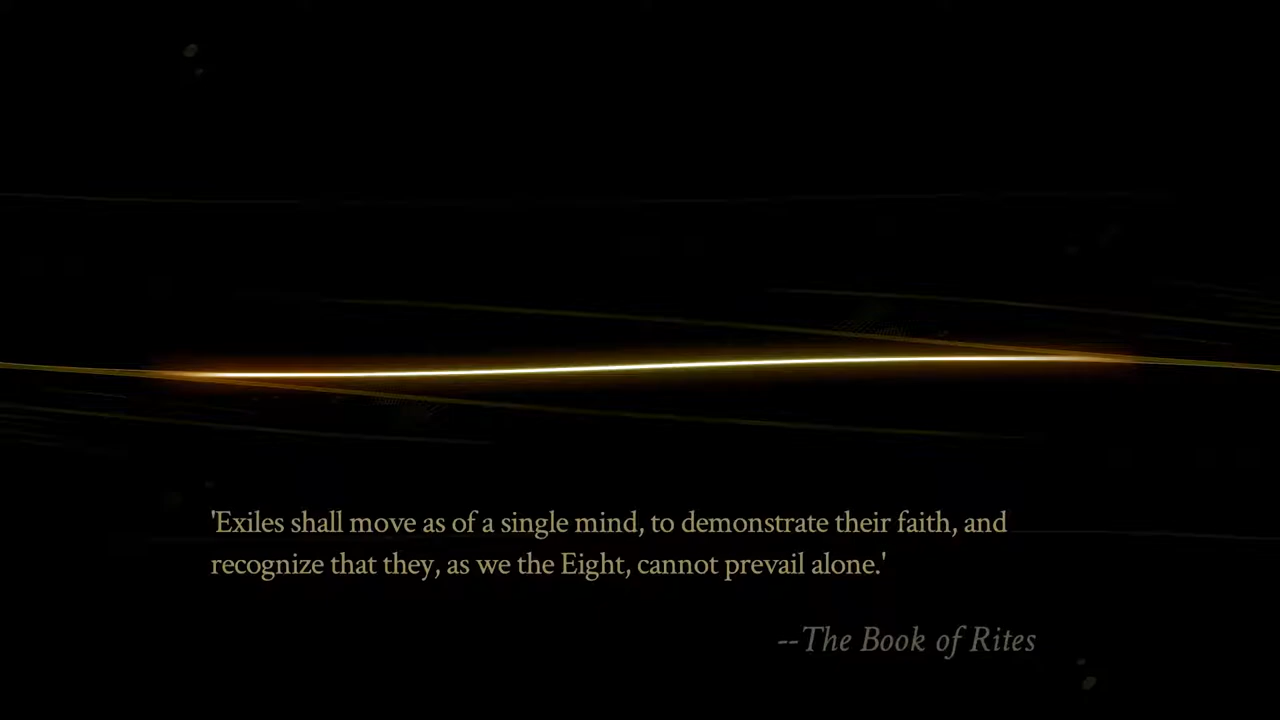 'Exiles shall move as of a single mind, to demonstrate their faith, and
recognize that they, as we the Eight, cannot prevail alone.'
--The Book of Rites